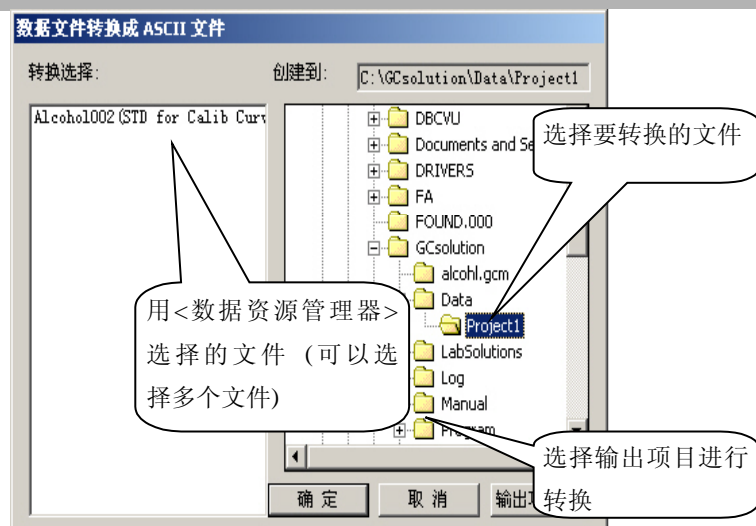 数据文件转换成 ASCII 文件
转换选择:
创建到:
C:\GCsolution\Data\Project1
Alcohol002(STD for Calib Curv
DBCVU
Documents and Se
DRIVERS
FA
FOUND.000
GCsolution
alcohl.gcm
Data
Project1
LabSolutions
Log
Manual
Program
选择要转换的文件
用<数据资源管理器>
选择的文件 (可以选
择多个文件)
选择输出项目进行
转换
确 定
取 消
输出